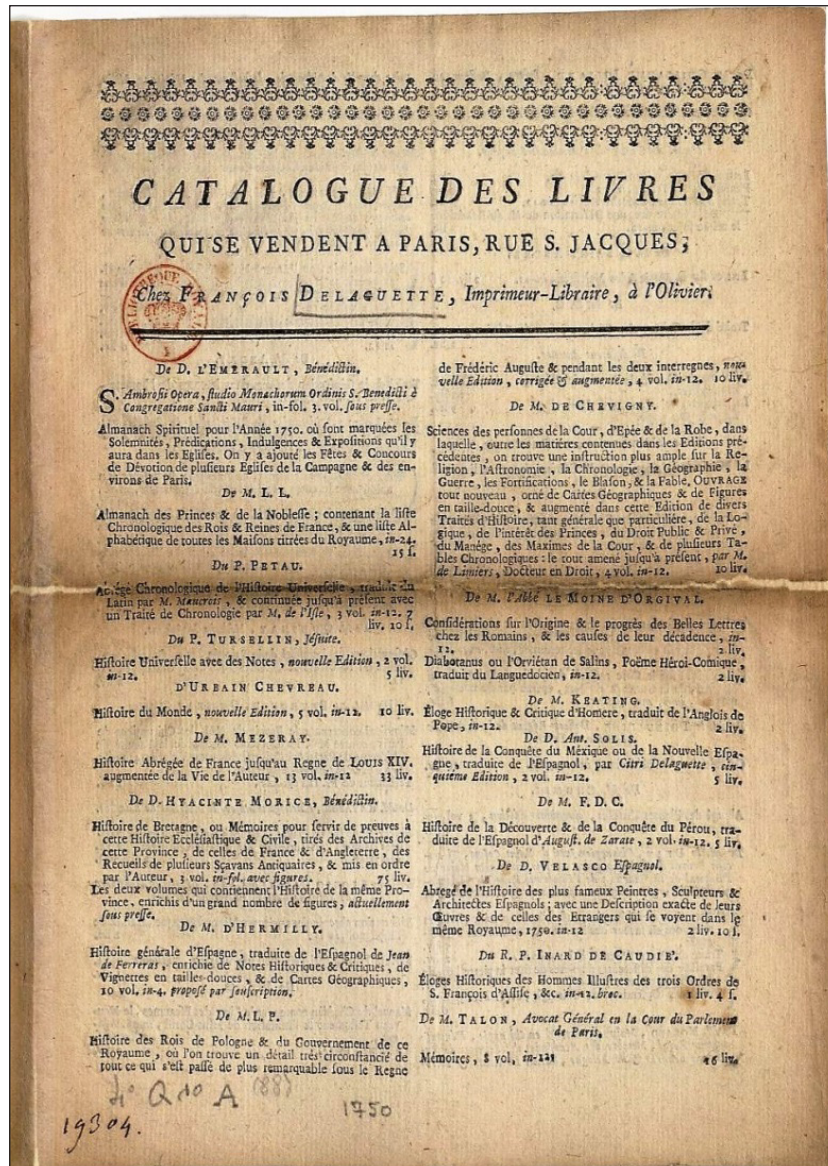 CATALOGUE DES LIVRES
QUI SE VENDENT A PARIS, RUE S. JACQUES;
Chez FRANÇOIS DELAGUETTE, Imprimeur-Libraire, à l'Olivier.
De D. L'EMERAULT, Bénédictin.
S. Ambrosii Opera, studio Monachorum Ordinis S. Benedicti è
Congregatione Sancti Mauri, in-fol. 3. vol. sous presse.
Almanach Spirituel pour l'Année 1750. où sont marquées les
Solemnités, Prédications, Indulgences & Expositions qu'il y
aura dans les Eglises. On y a ajouté les Fêtes & Concours
de Dévotion de plusieurs Eglises de la Campagne & des en-
virons de Paris.
De M. L. L.
Almanach des Princes & de la Noblesse; contenant la liste
Chronologique des Rois & Reines de France, & une liste Al-
phabétique de toutes les Maisons titrées du Royaume, in-24.
15 s.
Du P. PETAU.
Abrégé Chronologique de l'Histoire Universelle, traduit du
Latin par M. Maucroix, & continuée jusqu'à présent avec
un Traité de Chronologie par M. de l'Isle, 3 vol. in-12. 7
liv. 10 s.
Du P. TURSELLIN, Jésuite.
Histoire Universelle avec des Notes, nouvelle Edition, 2 vol.
in-12. 5 liv.
D'URBAIN CHEVREAU.
Histoire du Monde, nouvelle Edition, 5 vol. in-12. 10 liv.
De M. MEZERAY.
Histoire Abrégée de France jusqu'au Regne de LOUIS XIV.
augmentée de la Vie de l'Auteur, 13 vol. in-12 33 liv.
De D. HYACINTE MORICE, Bénédictin.
Histoire de Bretagne, ou Mémoires pour servir de preuves à
cette Histoire Ecclésiastique & Civile, tirés des Archives de
cette Province, de celles de France & d'Angleterre, des
Recueils de plusieurs Sçavans Antiquaires, & mis en ordre
par l'Auteur, 3 vol. in-fol. avec figures. 75 liv.
Les deux volumes qui contiennent l'Histoire de la même Pro-
vince, enrichis d'un grand nombre de figures, actuellement
sous presse.
De M. D'HERMILLY.
Histoire générale d'Espagne, traduite de l'Espagnol de Jean
de Ferreras, enrichie de Notes Historiques & Critiques, de
Vignettes en tailles-douces, & de Cartes Géographiques,
10 vol. in-4. proposé par souscription.
De M. L. P.
Histoire des Rois de Pologne & du Gouvernement de ce
Royaume, où l'on trouve un détail très-circonstancié de
tout ce qui s'est passé de plus remarquable sous le Regne
de Frédéric Auguste & pendant les deux interregnes, nou-
velle Edition, corrigée & augmentée, 4 vol. in-12. 10 liv.
De M. DE CHEVIGNY.
Sciences des personnes de la Cour, d'Epée & de la Robe, dans
laquelle, outre les matières contenues dans les Editions pré-
cédentes, on trouve une instruction plus ample sur la Re-
ligion, l'Astronomie, la Chronologie, la Géographie, la
Guerre, les Fortifications, le Blason, & la Fable. OUVRAGE
tout nouveau, orné de Cartes Géographiques & de Figures
en taille-douce, & augmenté dans cette Edition de divers
Traités d'Histoire, tant générale que particulière, de la Lo-
gique, de l'intérêt des Princes, du Droit Public & Privé,
du Manége, des Maximes de la Cour, & de plusieurs Ta-
bles Chronologiques: le tout amené jusqu'à présent, par M.
de Limiers, Docteur en Droit, 4 vol. in-12. 10 liv.
De M. l'Abbé LE MOINE D'ORGIVAL.
Considérations sur l'Origine & le progrès des Belles Lettres
chez les Romains, & les causes de leur décadence, in-
12. 2 liv.
Diabotanus ou l'Orviétan de Salins, Poëme Héroi-Comique,
traduit du Languedocien, in-12. 2 liv.
De M. KEATING.
Éloge Historique & Critique d'Homere, traduit de l'Anglois de
Pope, in-12. 2 liv.
De D. Ant. SOLIS.
Histoire de la Conquête du Méxique ou de la Nouvelle Espa-
gne, traduite de l'Espagnol, par Citri Delaguette, cin-
quième Edition, 2 vol. in-12. 5 liv.
De M. F. D. C.
Histoire de la Découverte & de la Conquête du Pérou, tra-
duite de l'Espagnol d'August. de Zarate, 2 vol. in-12. 5 liv.
De D. VELASCO Espagnol.
Abregé de l'Histoire des plus fameux Peintres, Sculpteurs &
Architectes Espagnols; avec une Description exacte de leurs
Œuvres & de celles des Etrangers qui se voyent dans le
même Royaume, 1750. in-12 2 liv. 10 s.
Du R. P. INARD DE CAUDIE'.
Éloges Historiques des Hommes Illustres des trois Ordres de
S. François d'Assise, &c. in-12. broc. 1 liv. 4 s.
De M. TALON, Avocat Général en la Cour du Parlement
de Paris.
Mémoires, 8 vol. in-12. 16 liv.
4° Q 10 A (88)
1750
19304.